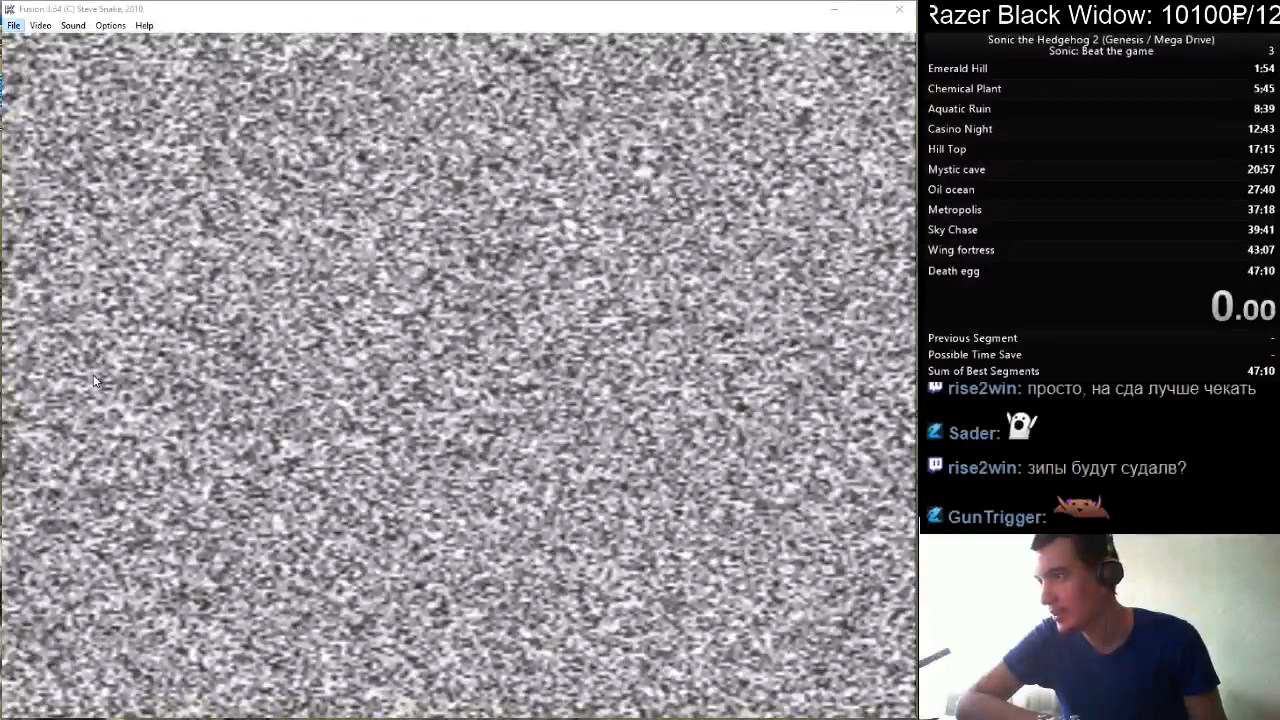 Fusion 3.64 (C) Steve Snake, 2010.
File Video Sound Options Help
Razer Black Widow: 10100₽/12
Sonic the Hedgehog 2 (Genesis / Mega Drive)
Sonic: Beat the game 3
Emerald Hill 1:54
Chemical Plant 5:45
Aquatic Ruin 8:39
Casino Night 12:43
Hill Top 17:15
Mystic cave 20:57
Oil ocean 27:40
Metropolis 37:18
Sky Chase 39:41
Wing fortress 43:07
Death egg 47:10
0.00
Previous Segment -
Possible Time Save -
Sum of Best Segments 47:10
rise2win: просто, на сда лучше чекать
Sader:
rise2win: зипы будут судалв?
GunTrigger: